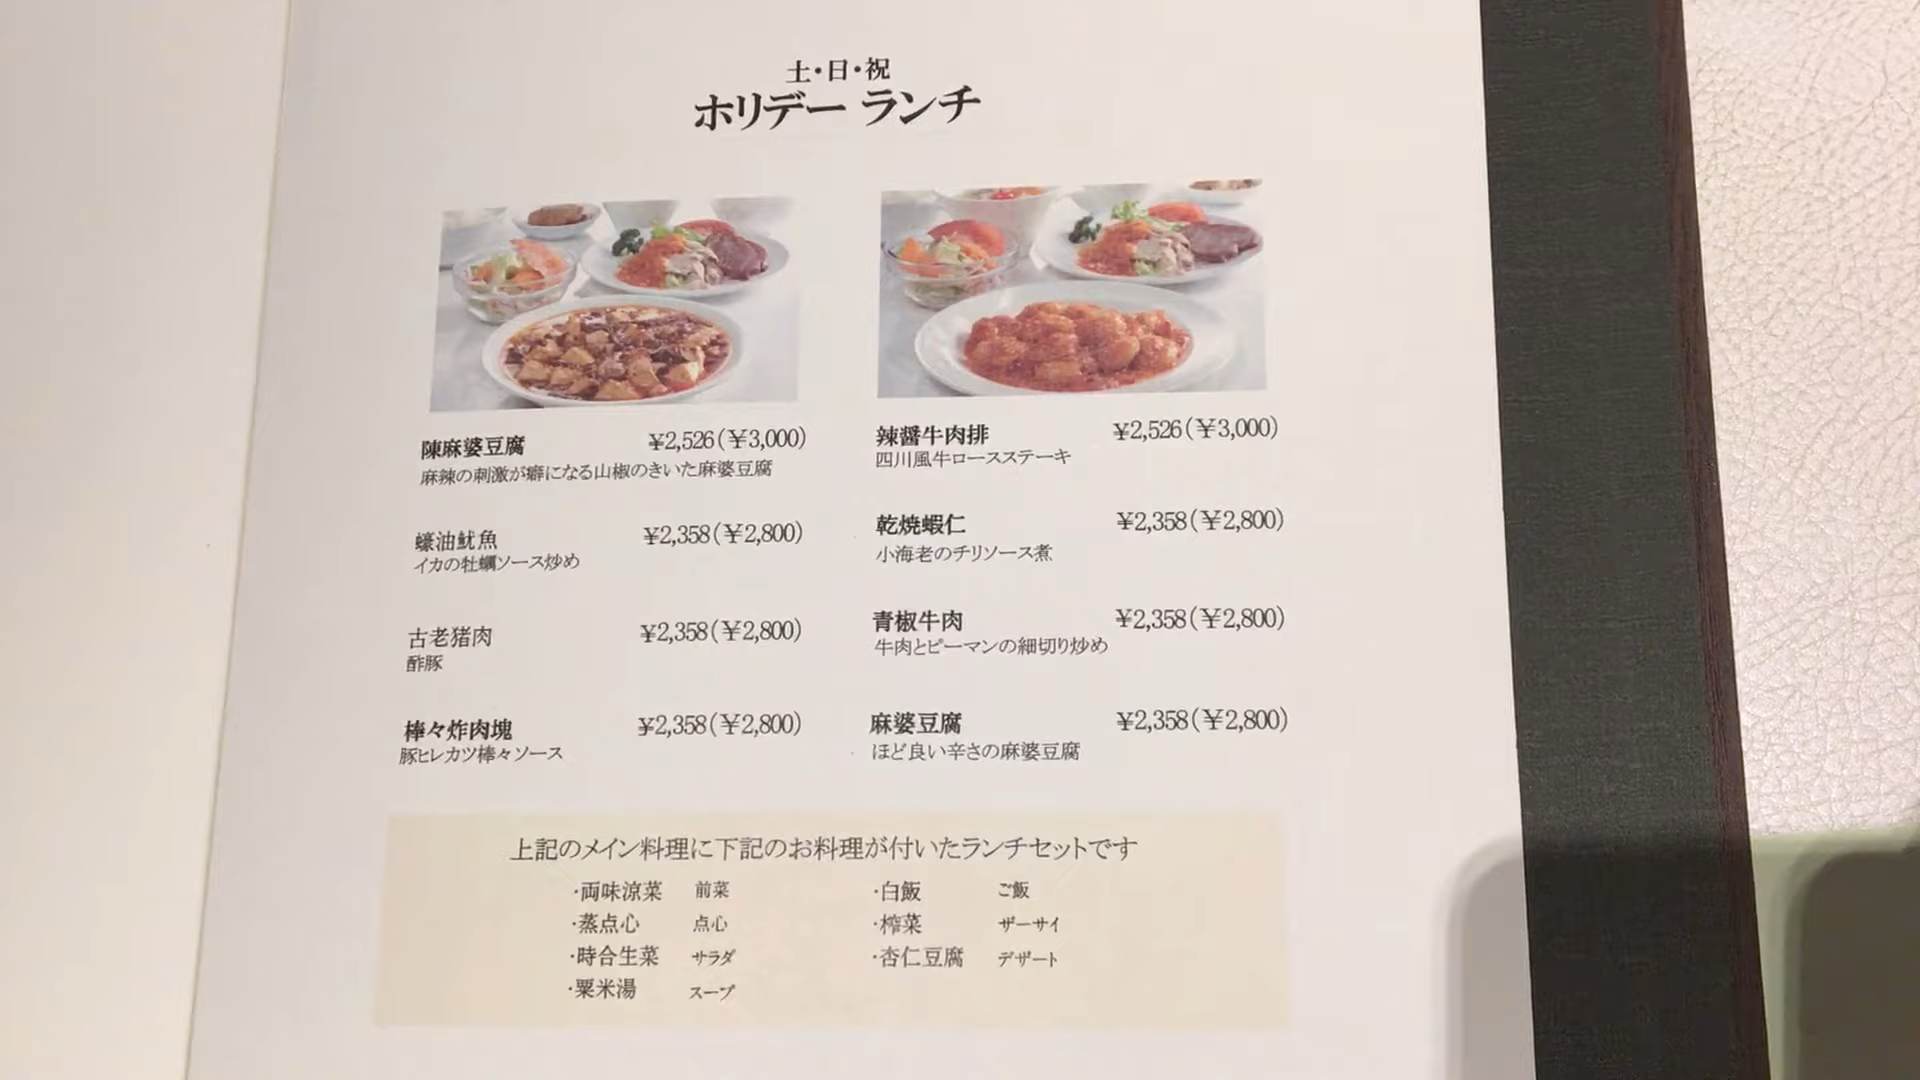 土・日・祝
ホリデー ランチ
陳麻婆豆腐 ¥2,526(￥3,000)
麻辣の刺激が癖になる山椒のきいた麻婆豆腐
蠔油魷魚 ¥2,358(￥2,800)
イカの牡蠣ソース炒め
古老猪肉 ¥2,358(￥2,800)
酢豚
棒々炸肉塊 ¥2,358(￥2,800)
豚ヒレカツ棒々ソース
辣醤牛肉排 ¥2,526(￥3,000)
四川風牛ロースステーキ
乾焼蝦仁 ¥2,358(￥2,800)
小海老のチリソース煮
青椒牛肉 ¥2,358(￥2,800)
牛肉とピーマンの細切り炒め
麻婆豆腐 ¥2,358(￥2,800)
ほど良い辛さの麻婆豆腐
上記のメイン料理に下記のお料理が付いたランチセットです
・両味涼菜 前菜
・蒸点心 点心
・時合生菜 サラダ
・粟米湯 スープ
・白飯 ご飯
・榨菜 ザーサイ
・杏仁豆腐 デザート